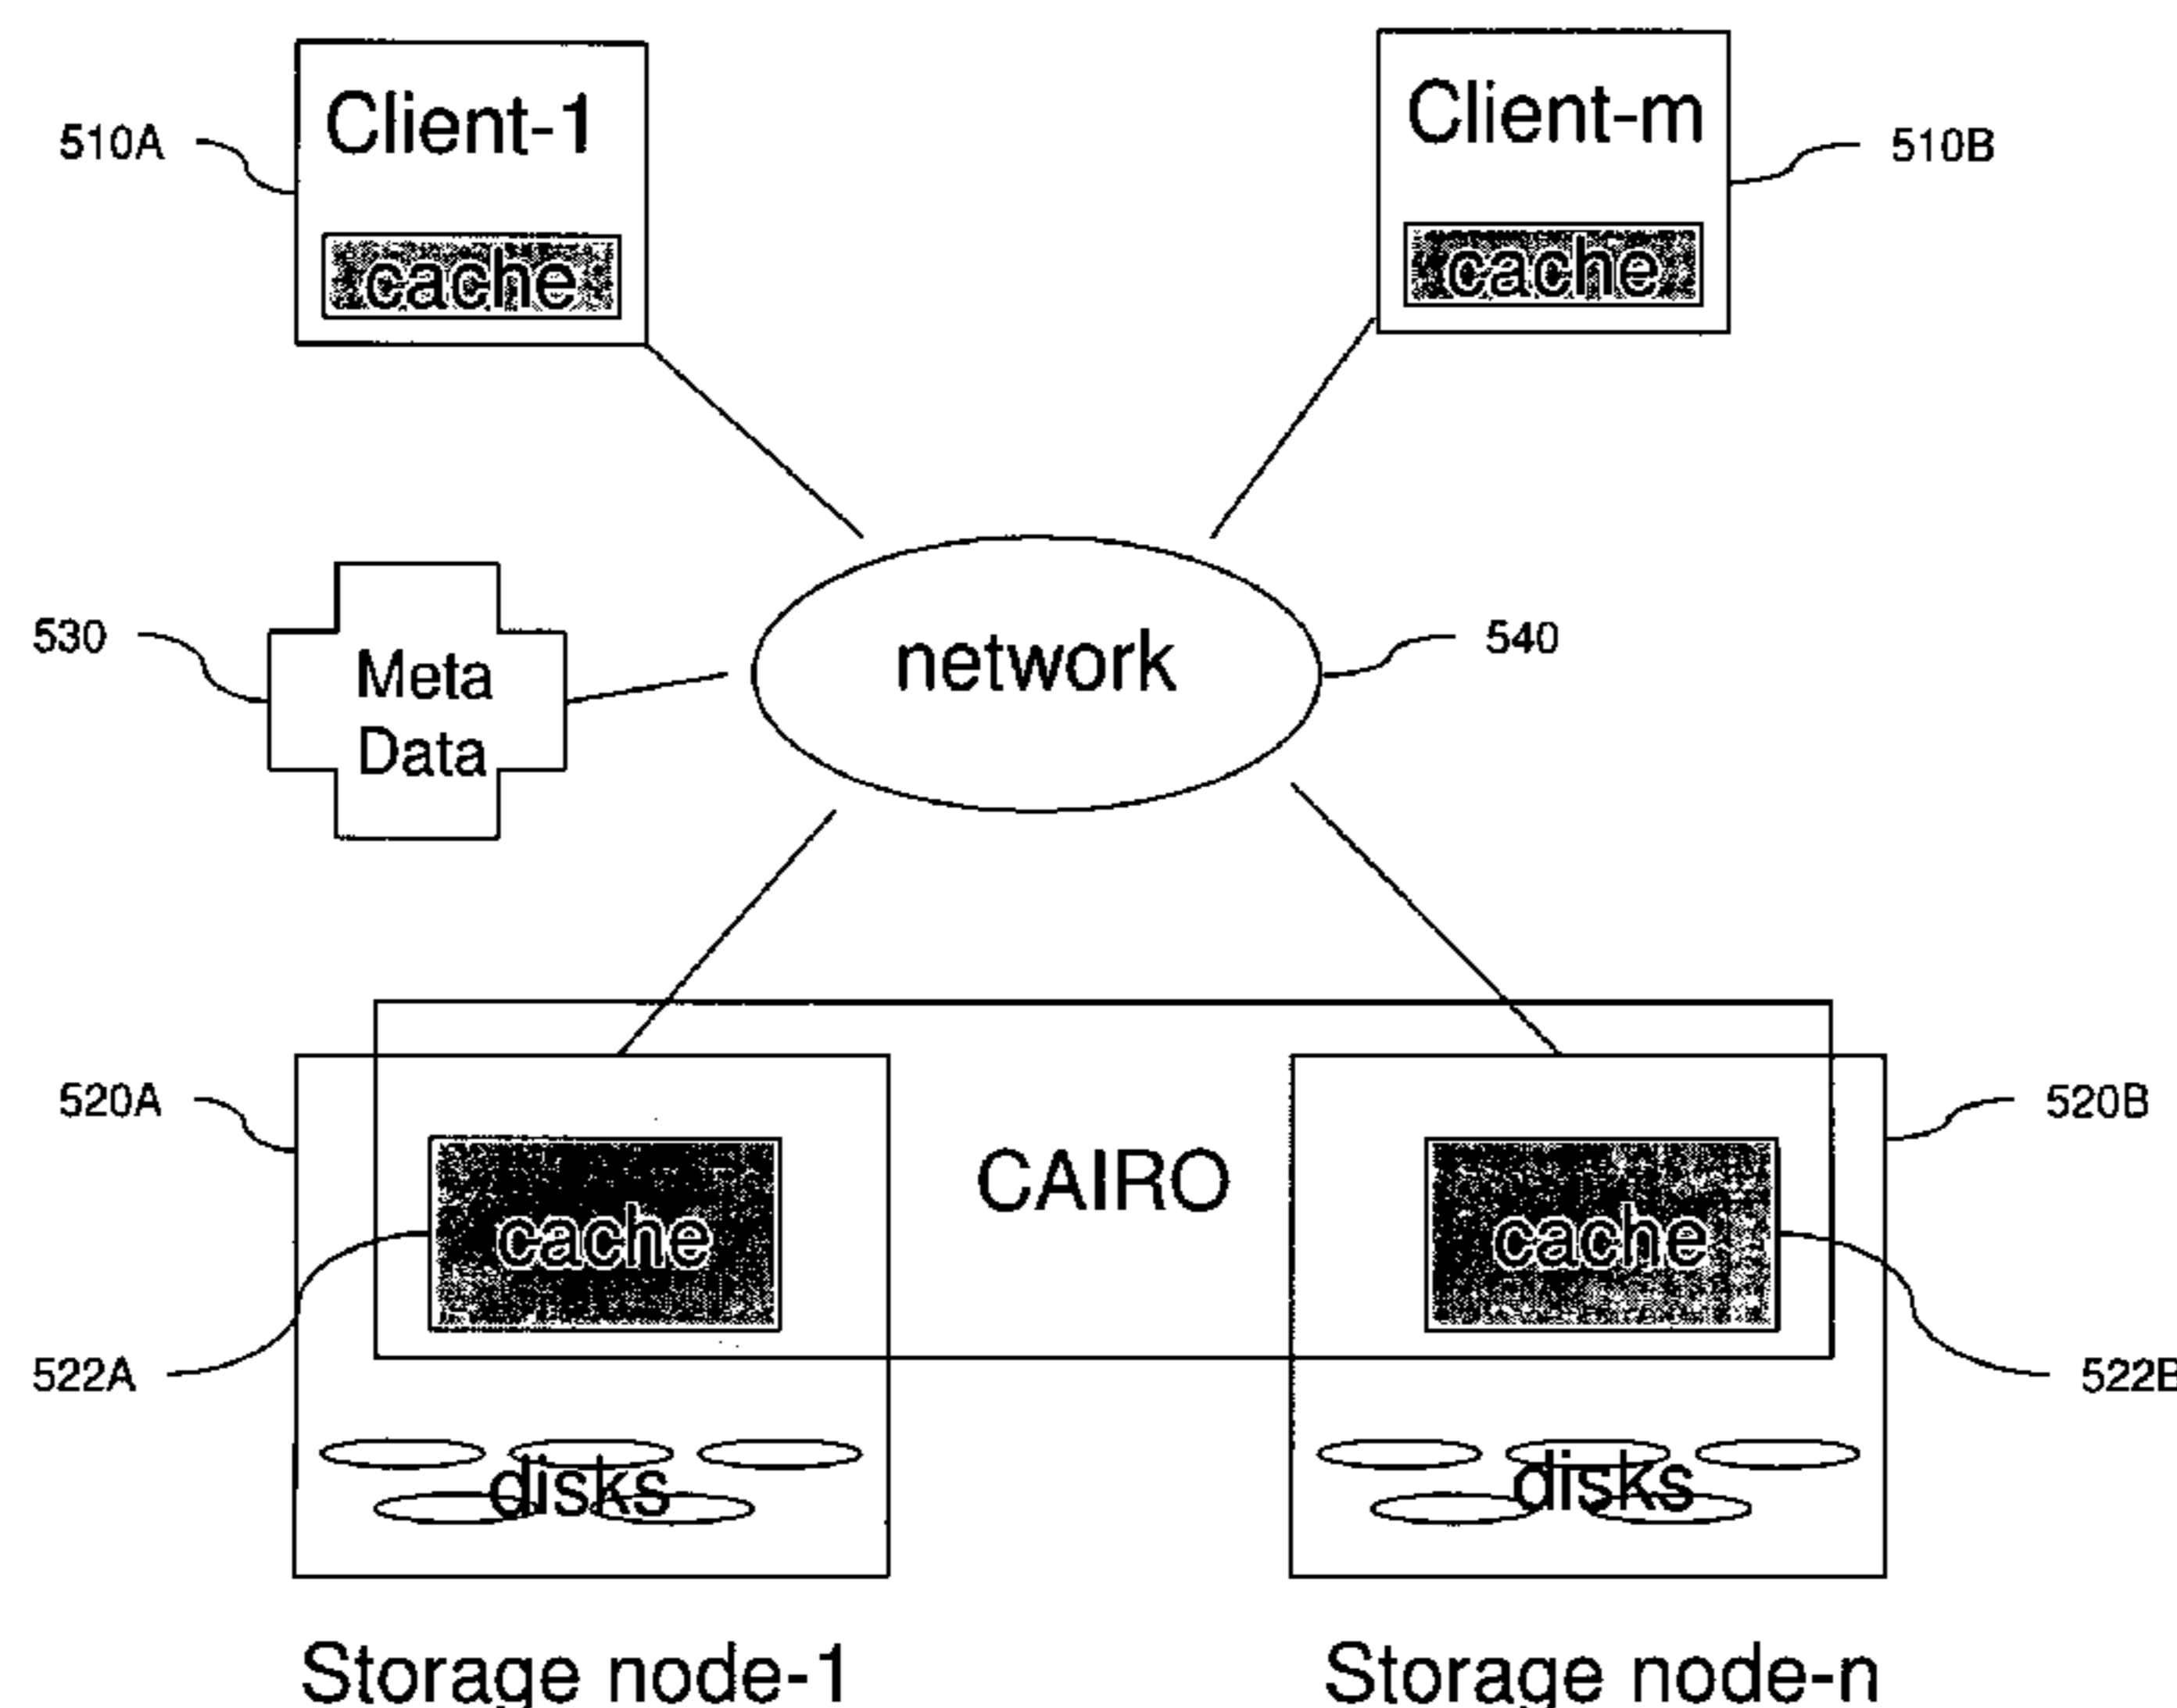 Client-1
Client-m
510A
510B
cache
cache
530
Meta
Data
network
540
520A
520B
CAIRO
cache
cache
522A
522B
disks
disks
Storage node-1
Storage node-n